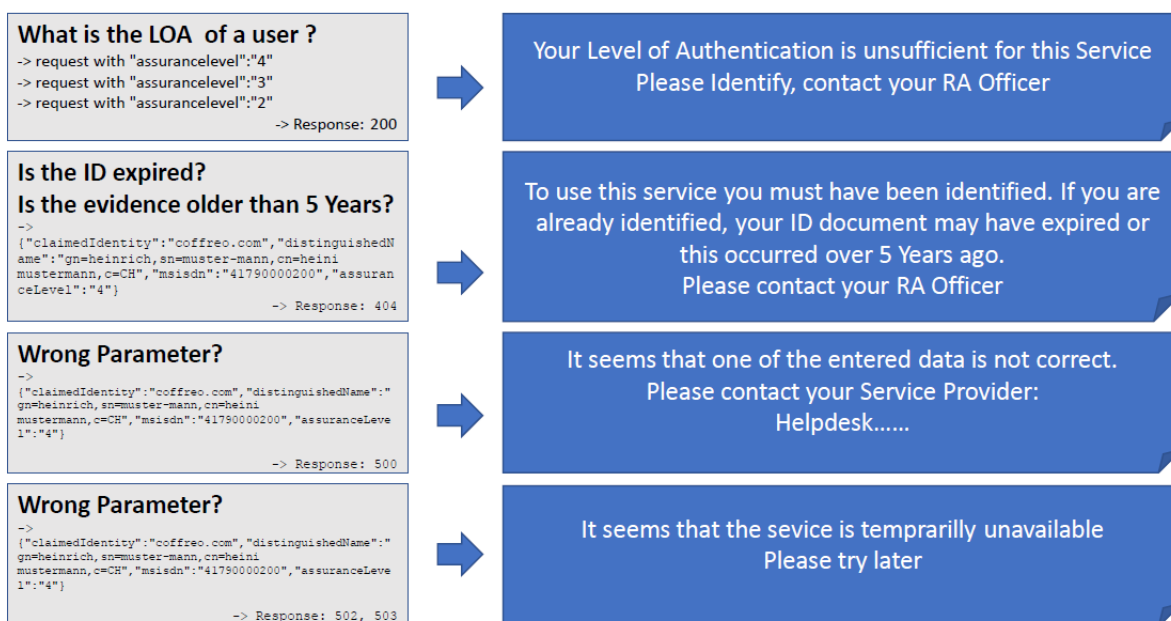 What is the LOA  of a user ?
-> request with "assurancelevel":"4"
-> request with "assurancelevel":"3"
-> request with "assurancelevel":"2"
-> Response: 200
Your Level of Authentication is unsufficient for this Service
Please Identify, contact your RA Officer
Is the ID expired?
Is the evidence older than 5 Years?
->
{"claimedIdentity":"coffreo.com","distinguishedN
ame":"gn=heinrich,sn=muster-mann,cn=heini
mustermann,c=CH","msisdn":"41790000200","assuran
ceLevel":"4"}
-> Response: 404
To use this service you must have been identified. If you are
already identified, your ID document may have expired or
this occurred over 5 Years ago.
Please contact your RA Officer
Wrong Parameter?
->
{"claimedIdentity":"coffreo.com","distinguishedName":"
gn=heinrich,sn=muster-mann,cn=heini
mustermann,c=CH","msisdn":"41790000200","assuranceLeve
l":"4"}
-> Response: 500
It seems that one of the entered data is not correct.
Please contact your Service Provider:
Helpdesk……
Wrong Parameter?
->
{"claimedIdentity":"coffreo.com","distinguishedName":"
gn=heinrich,sn=muster-mann,cn=heini
mustermann,c=CH","msisdn":"41790000200","assuranceLeve
l":"4"}
-> Response: 502, 503
It seems that the sevice is temprarilly unavailable
Please try later